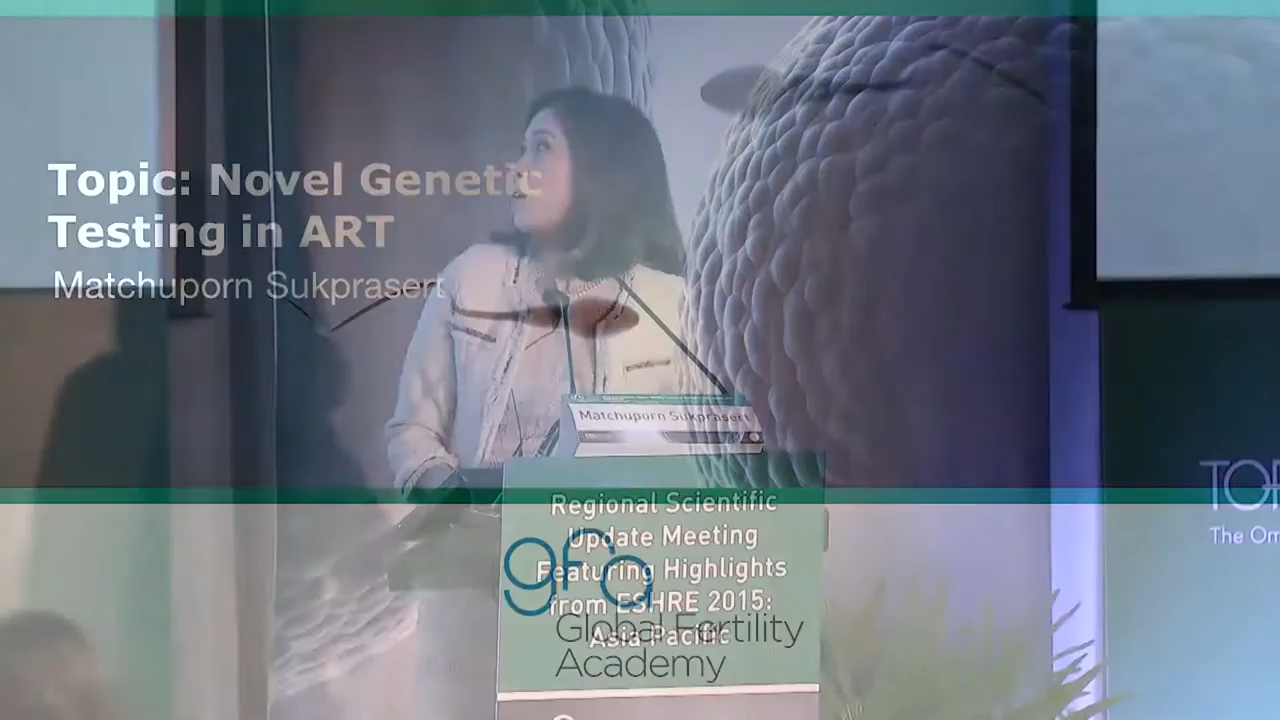 Topic: Novel Genetic
Testing in ART
Matchuporn Sukprasert
Matchuporn Sukprasert
Regional Scientific
Update Meeting
Featuring Highlights
from ESHRE 2015:
Asia Pacific
gfa
Global Fertility
Academy
The